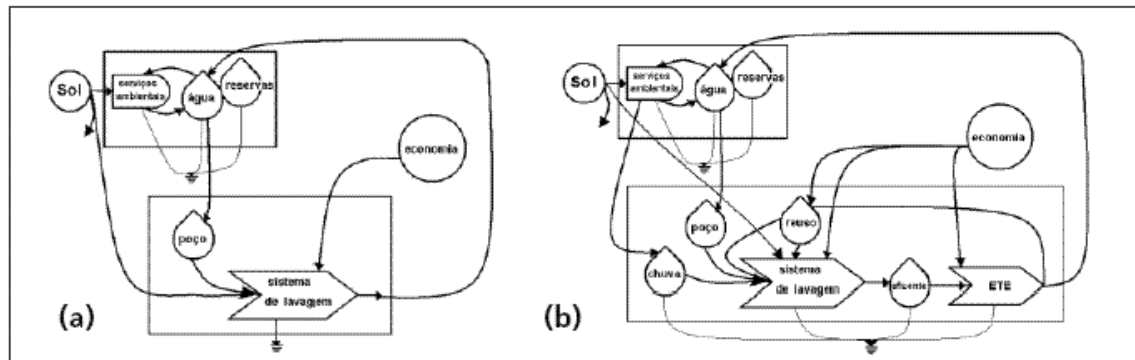 Sol
serviços
ambientais
água
reservas
economia
poço
sistema
de lavagem
(a)
Sol
serviços
ambientais
água
reservas
economia
poço
reuso
chuva
sistema
de lavagem
efluente
ETE
(b)